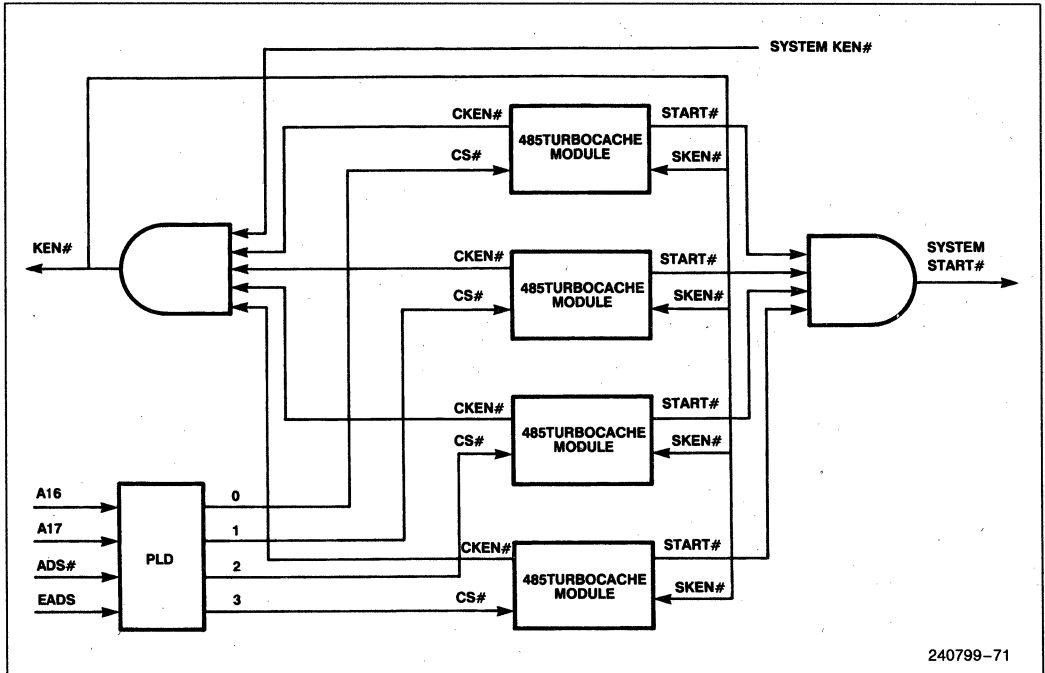 SYSTEM KEN#
CKEN#
START#
485TURBOCACHE
MODULE
CS#
SKEN#
KEN#
CKEN#
START#
485TURBOCACHE
MODULE
CS#
SKEN#
SYSTEM
START#
CKEN#
START#
485TURBOCACHE
MODULE
CS#
SKEN#
A16
0
A17
1
PLD
ADS#
2
EADS
3
CKEN#
START#
485TURBOCACHE
MODULE
CS#
SKEN#
240799-71